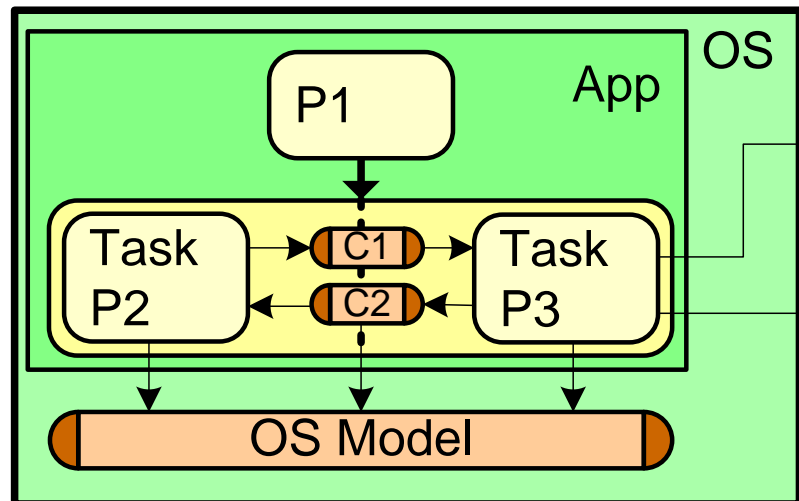 OS
App
P1
Task
P2
C1
C2
Task
P3
OS Model